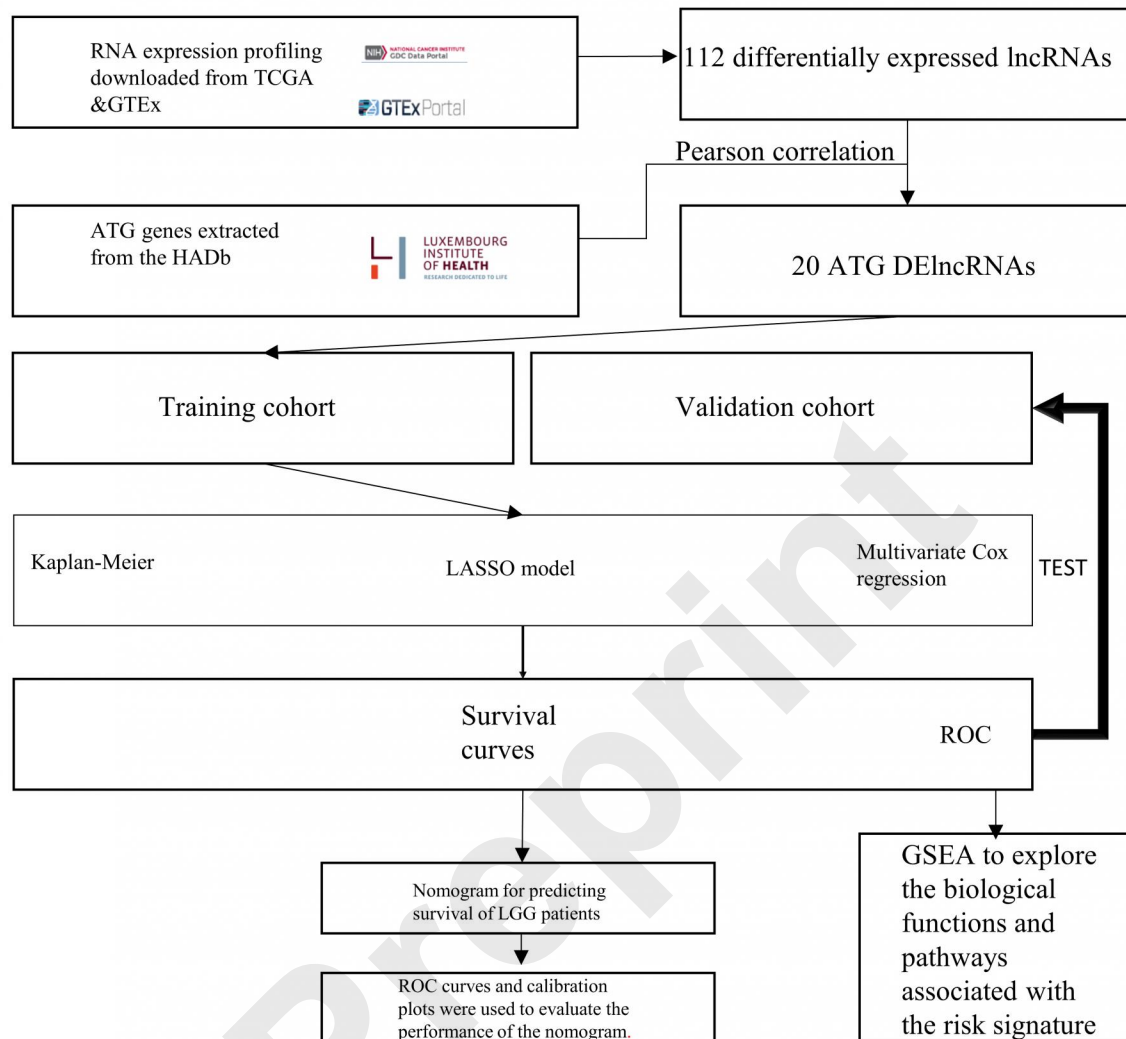 RNA expression profiling
downloaded from TCGA
&GTEx
NIH NATIONAL CANCER INSTITUTE
GDC Data Portal
GTExPortal
112 differentially expressed lncRNAs
Pearson correlation
ATG genes extracted
from the HADb
LUXEMBOURG
INSTITUTE
OF HEALTH
RESEARCH DEDICATED TO LIFE
20 ATG DElncRNAs
Training cohort
Validation cohort
Kaplan-Meier
LASSO model
Multivariate Cox
regression
TEST
Survival
curves
ROC
Nomogram for predicting
survival of LGG patients
ROC curves and calibration
plots were used to evaluate the
performance of the nomogram.
GSEA to explore
the biological
functions and
pathways
associated with
the risk signature
Preprint